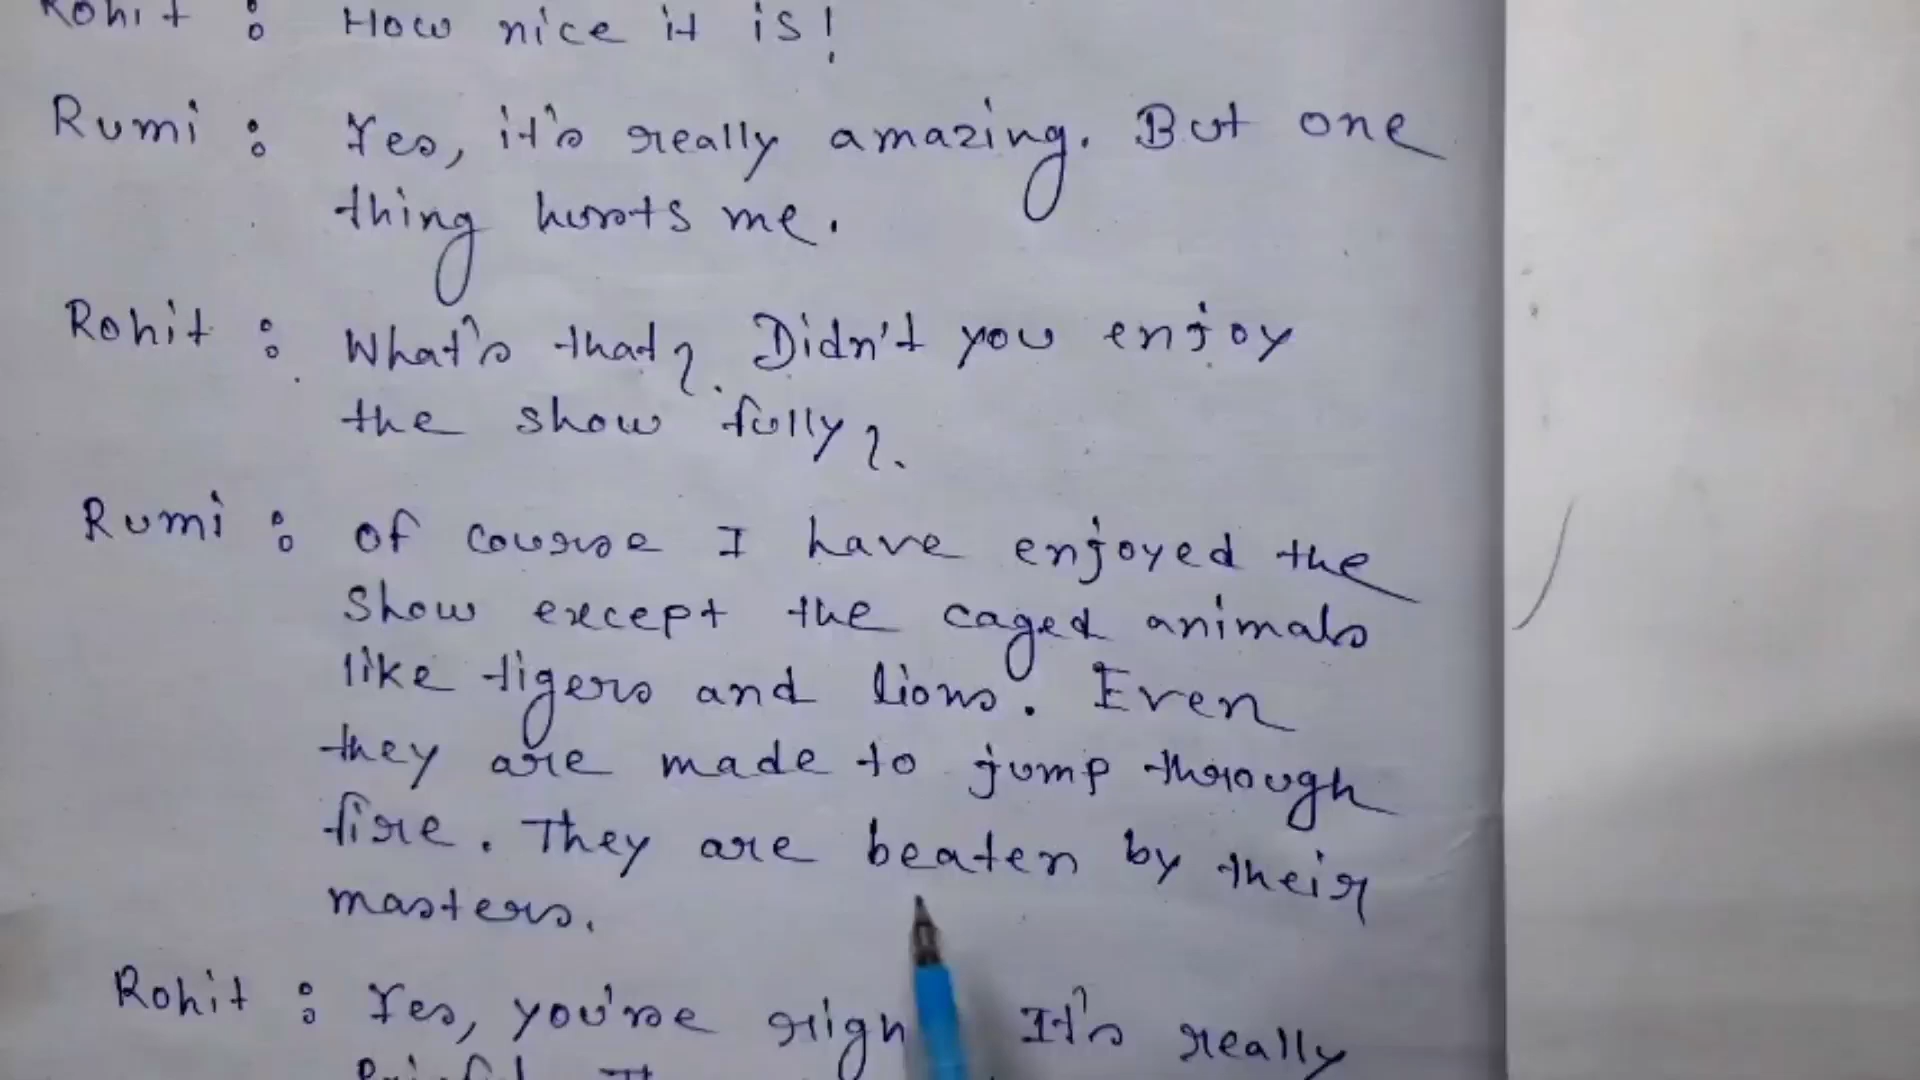 Rohit : How nice it is!
Rumi : Yes, it's really amazing. But one
thing hurts me.
Rohit : What's that? Didn't you enjoy
the show fully?
Rumi : Of course I have enjoyed the
show except the caged animals
like tigers and lions. Even
they are made to jump through
fire. They are beaten by their
masters.
Rohit : Yes, you're It's really